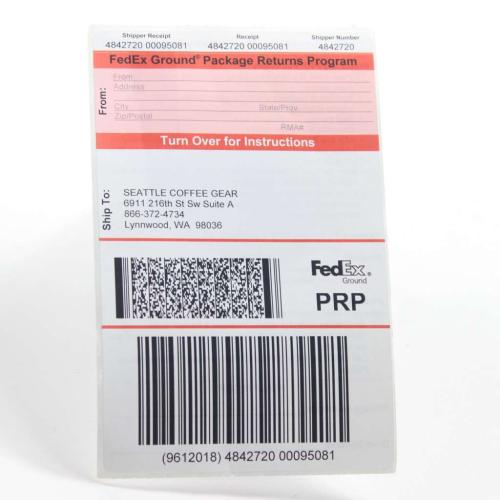 Shipper Receipt Receipt Shipper Number
4842720 00095081 4842720 00095081 4842720
FedEx Ground® Package Returns Program
From:
From
Address
City State/Prov.
Zip/Postal
RMA#
Turn Over for Instructions
Ship To:
SEATTLE COFFEE GEAR
6911 216th St Sw Suite A
866-372-4734
Lynnwood, WA 98036
FedEx®
Ground
PRP
(9612018) 4842720 00095081